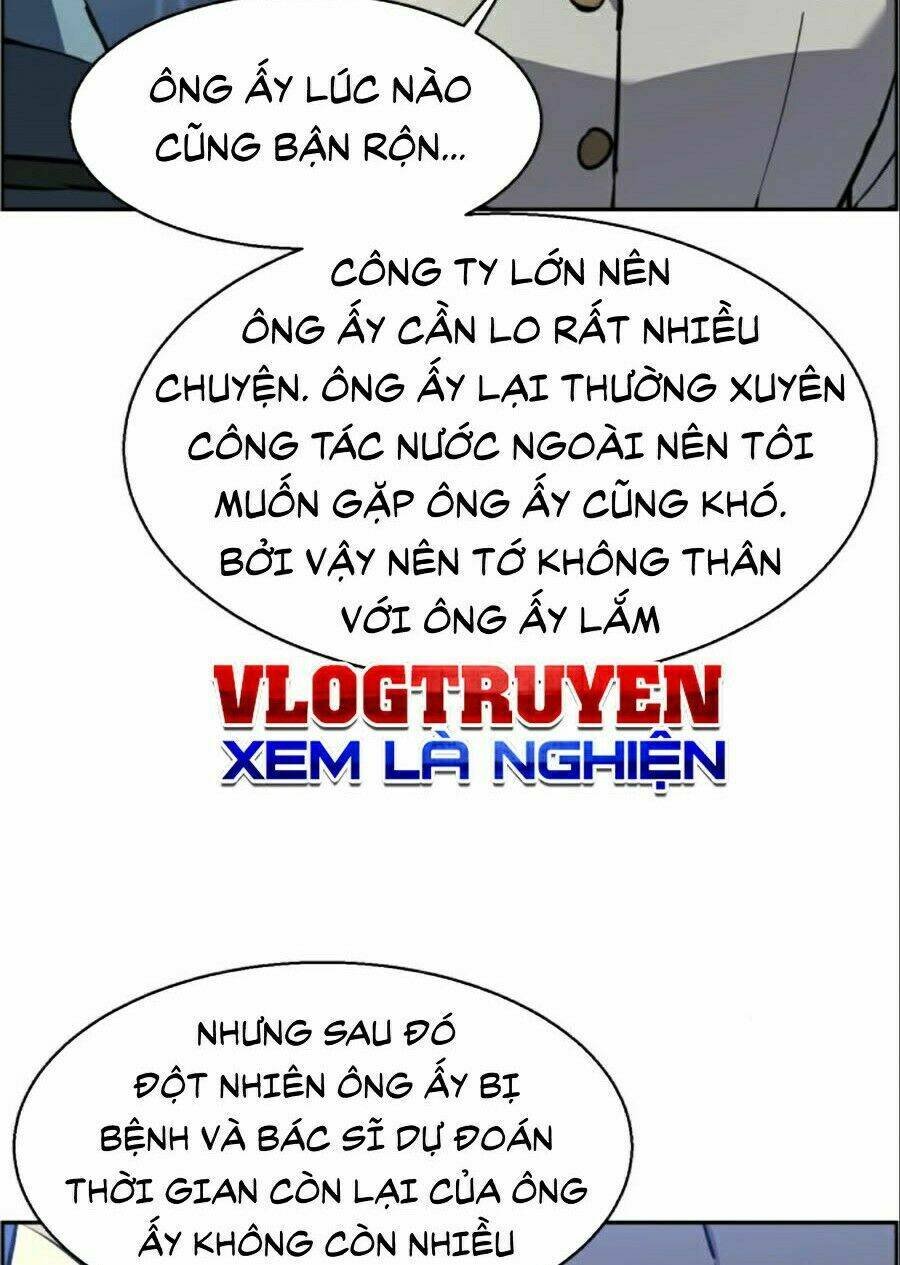 ÔNG ẤY LÚC NÀO
CŨNG BẬN RỘN...
CÔNG TY LỚN NÊN
ÔNG ẤY CẦN LO RẤT NHIỀU
CHUYỆN. ÔNG ẤY LẠI THƯỜNG XUYÊN
CÔNG TÁC NƯỚC NGOÀI NÊN TÔI
MUỐN GẶP ÔNG ẤY CŨNG KHÓ.
BỞI VẬY NÊN TỚ KHÔNG THÂN
VỚI ÔNG ẤY LẮM
VLOGTRUYEN
XEM LÀ NGHIỆN
NHƯNG SAU ĐÓ
ĐỘT NHIÊN ÔNG ẤY BỊ
BỆNH VÀ BÁC SĨ DỰ ĐOÁN
THỜI GIAN CÒN LẠI CỦA ÔNG
ẤY KHÔNG CÒN NHIỀU